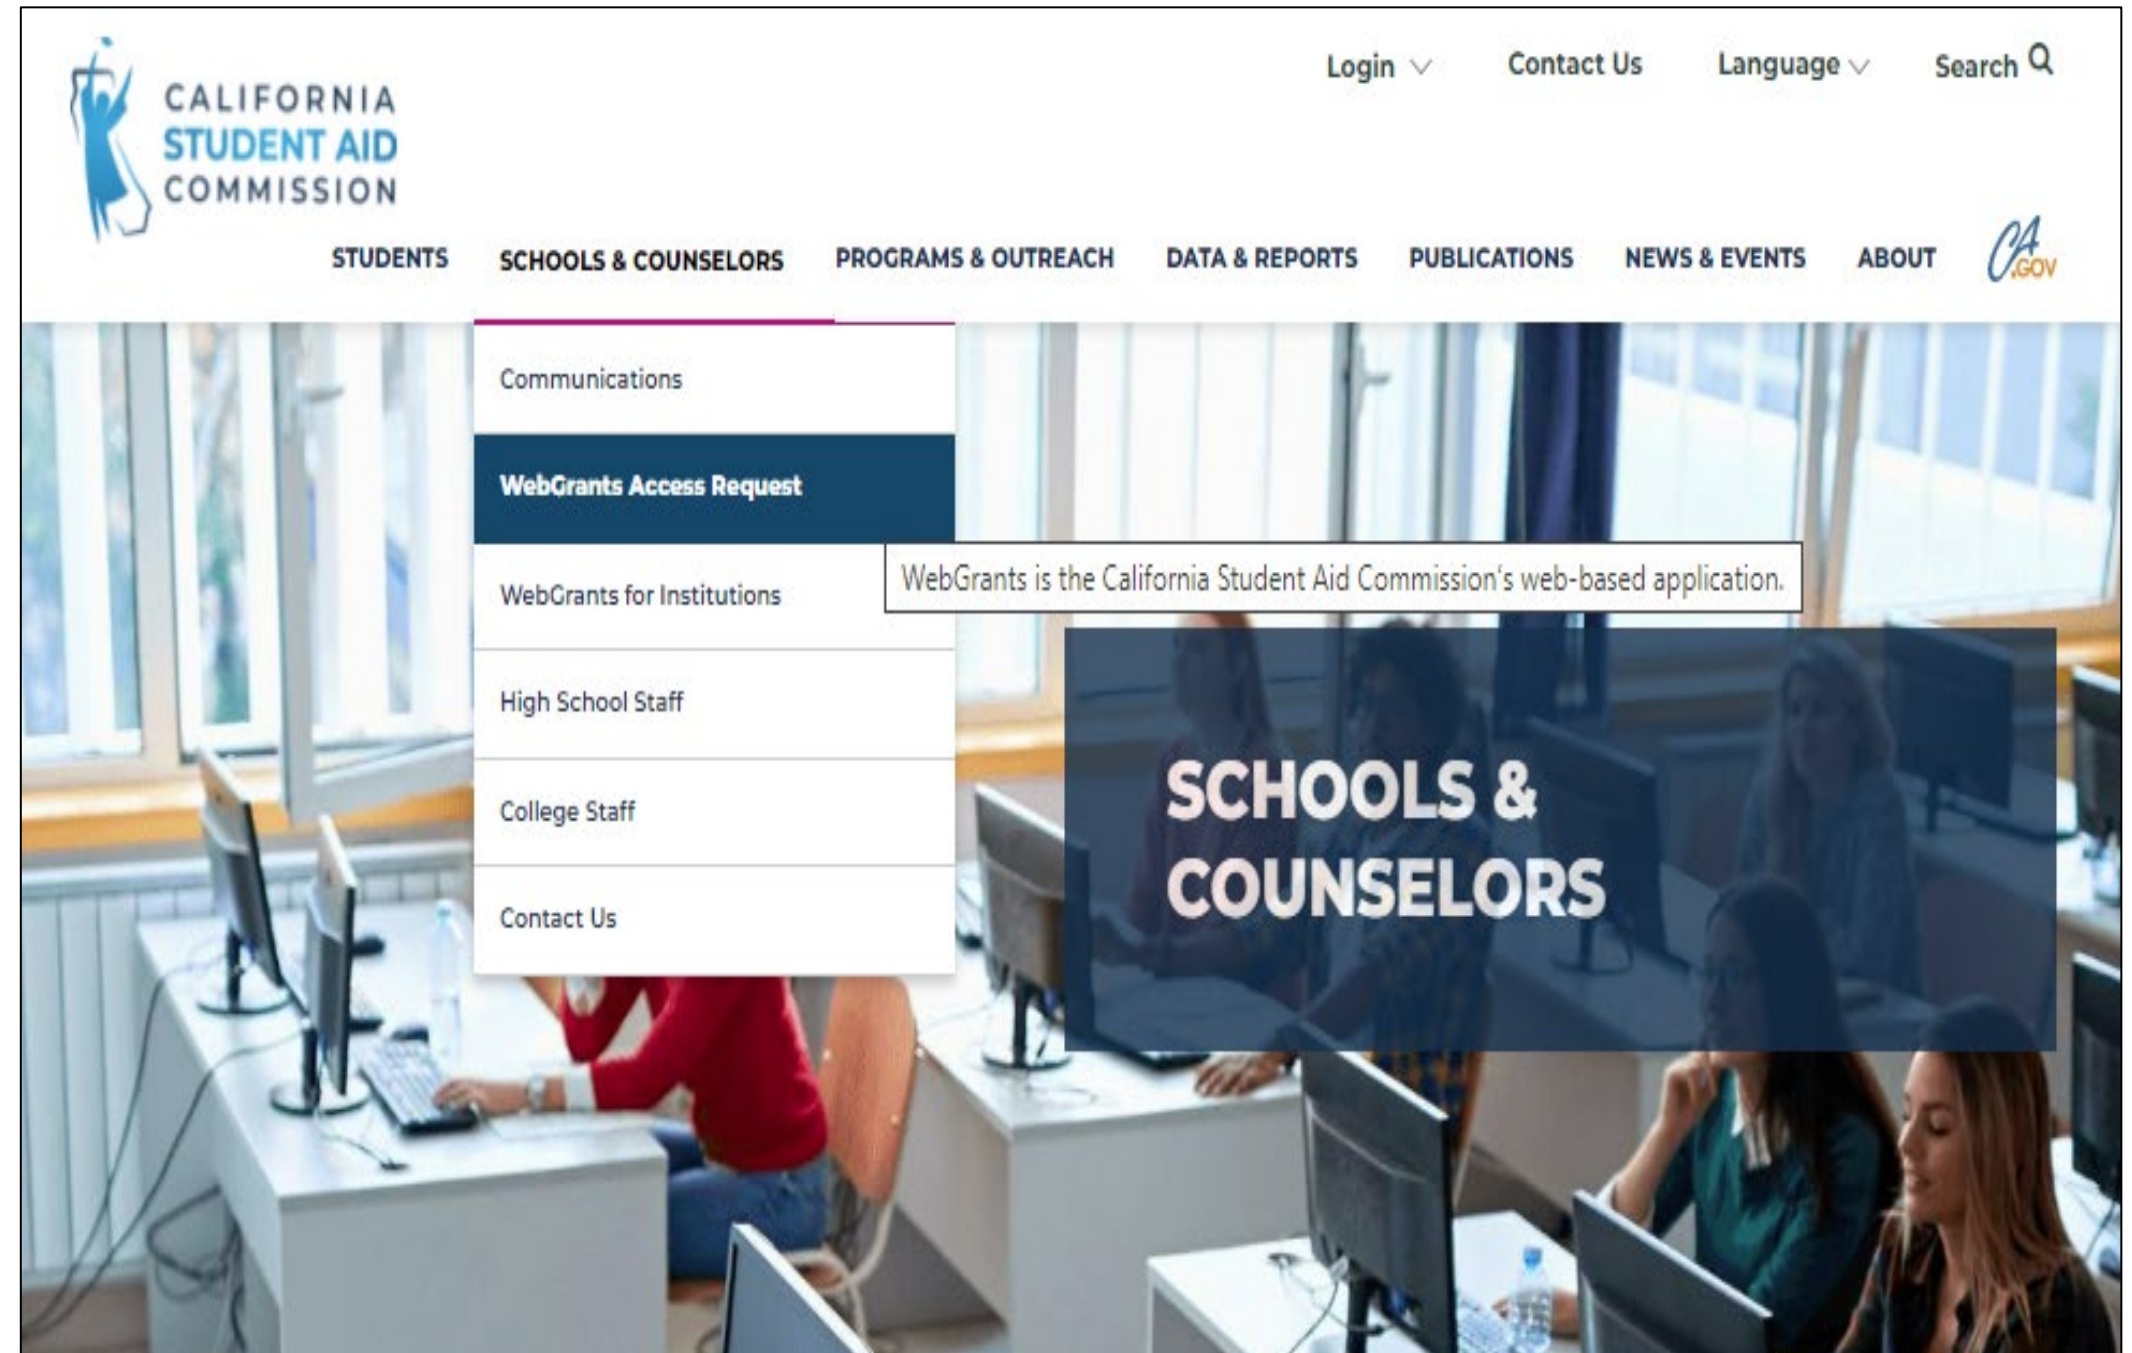 CALIFORNIA
STUDENT AID
COMMISSION
Login
Contact Us
Language
Search
STUDENTS
SCHOOLS & COUNSELORS
PROGRAMS & OUTREACH
DATA & REPORTS
PUBLICATIONS
NEWS & EVENTS
ABOUT
CA
.GOV
Communications
WebGrants Access Request
WebGrants for Institutions
WebGrants is the California Student Aid Commission's web-based application.
High School Staff
College Staff
Contact Us
SCHOOLS &
COUNSELORS